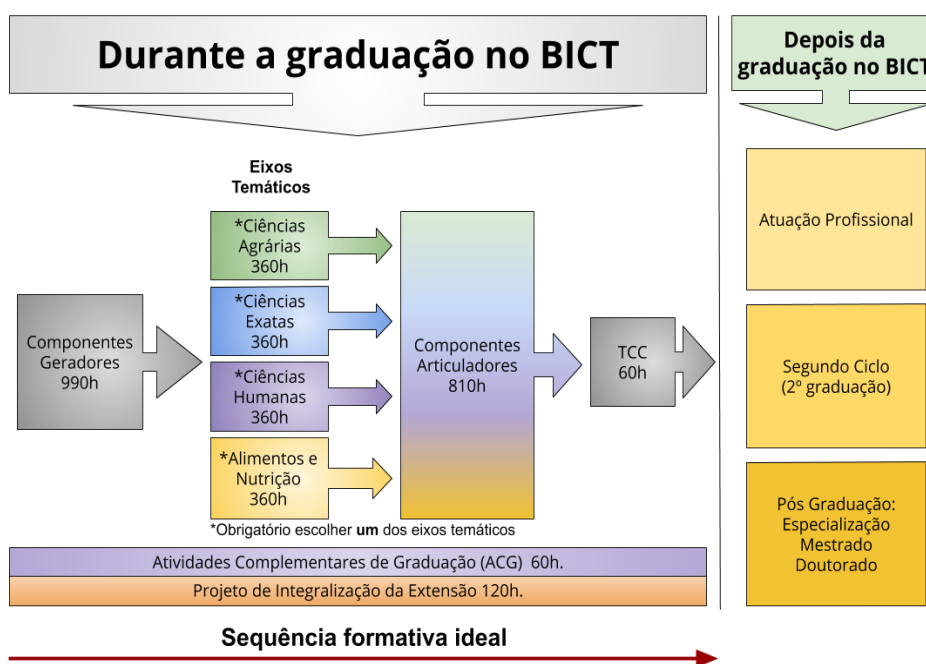 Durante a graduação no BICT
Depois da
graduação no BICT
Eixos
Temáticos
Componentes
Geradores
990h
*Ciências
Agrárias
360h
*Ciências
Exatas
360h
*Ciências
Humanas
360h
*Alimentos e
Nutrição
360h
*Obrigatório escolher um dos eixos temáticos
Componentes
Articuladores
810h
TCC
60h
Atividades Complementares de Graduação (ACG) 60h.
Projeto de Integralização da Extensão 120h.
Sequência formativa ideal
Atuação Profissional
Segundo Ciclo
(2º graduação)
Pós Graduação:
Especialização
Mestrado
Doutorado